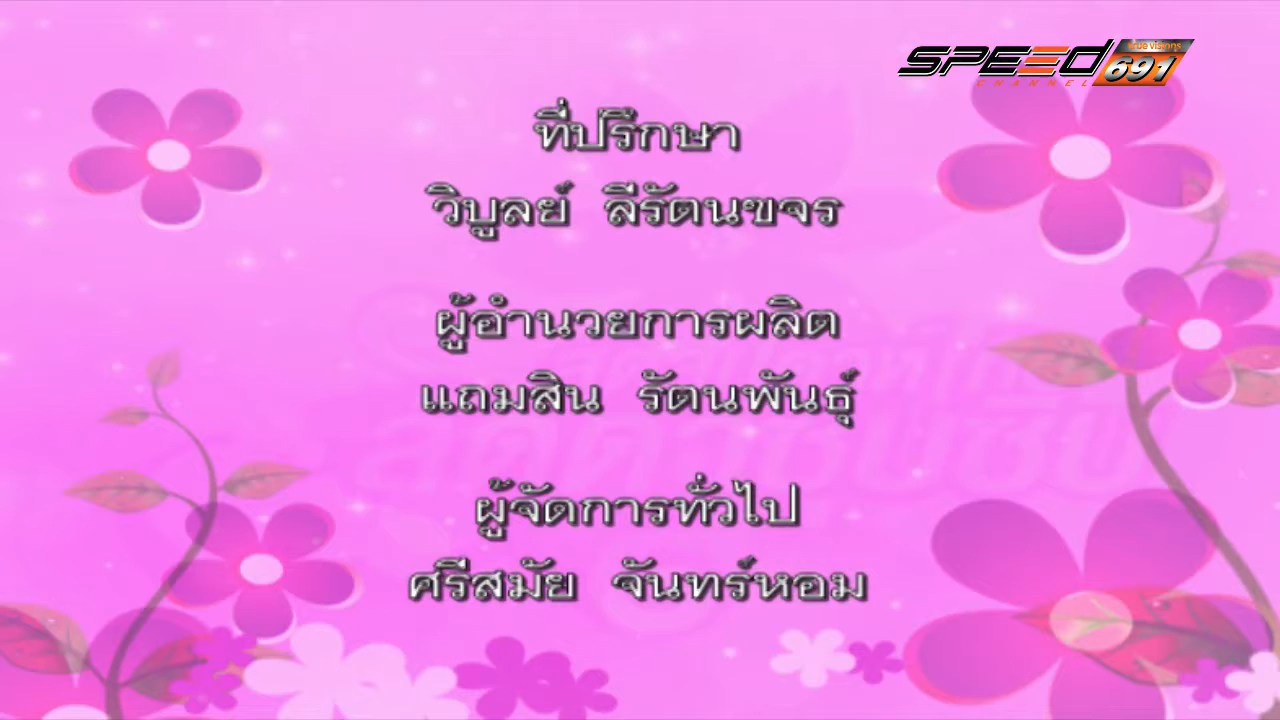 SPEED
true visions
CHANNEL
691
ที่ปรึกษา
วิบูลย์ ลีรัตนขจร
ผู้อำนวยการผลิต
แถมสิน รัตนพันธุ์
ผู้จัดการทั่วไป
ศรีสมัย จันทร์หอม